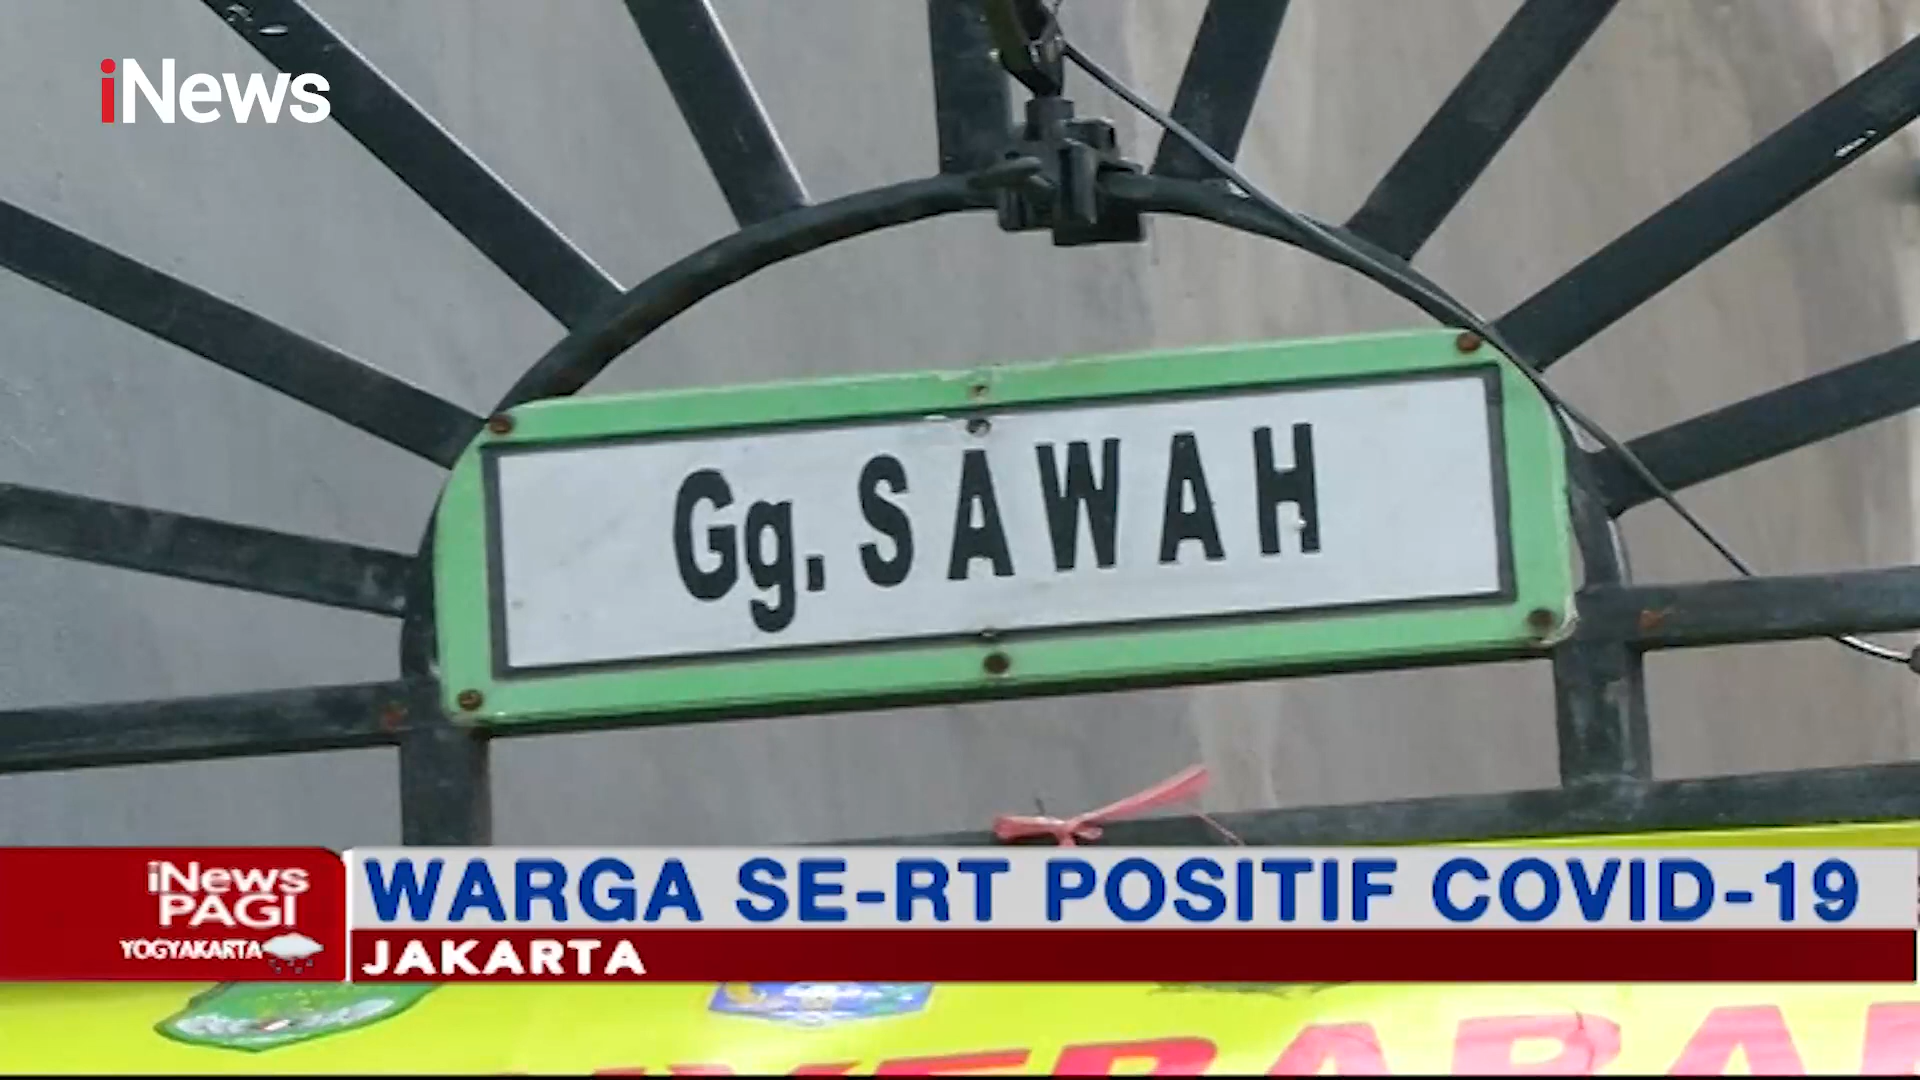 iNews
Gg. SAWAH
iNews
PAGI
YOGYAKARTA
WARGA SE-RT POSITIF COVID-19
JAKARTA